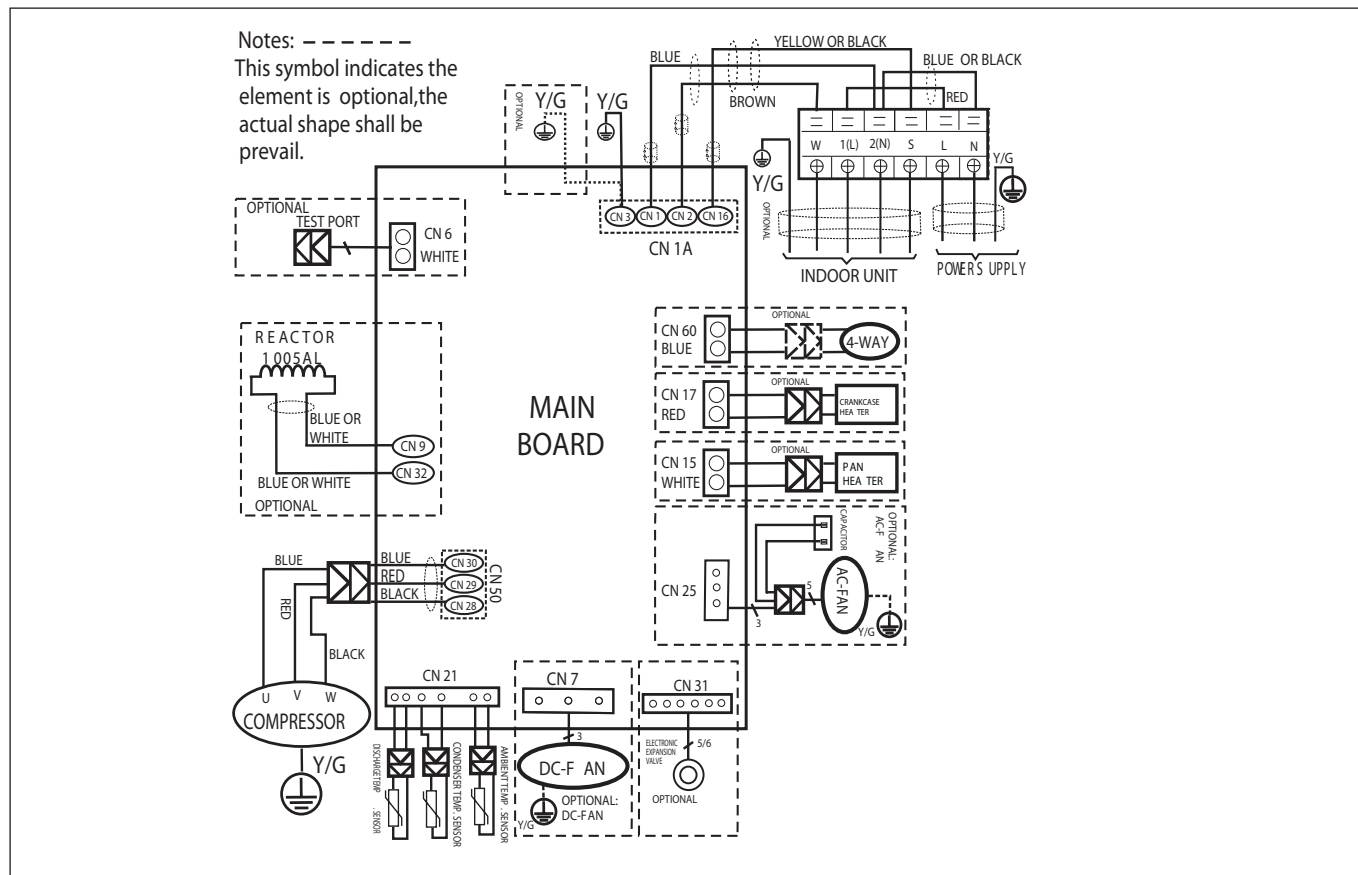 Notes:
This symbol indicates the
element is optional,the
actual shape shall be
prevail.
OPTIONAL
Y/G
Y/G
BLUE
YELLOW OR BLACK
BROWN
BLUE OR BLACK
RED
W 1(L) 2(N) S L N
Y/G
OPTIONAL
Y/G
INDOOR UNIT
POWER S UPPLY
CN 3 CN 1 CN 2 CN 16
CN 1A
OPTIONAL
TEST PORT
CN 6
WHITE
REACTOR
1005AL
BLUE OR
WHITE
CN 9
CN 32
BLUE OR WHITE
OPTIONAL
MAIN
BOARD
CN 60
BLUE
OPTIONAL
4-WAY
CN 17
RED
OPTIONAL
CRANKCASE
HEA TER
CN 15
WHITE
OPTIONAL
PAN
HEA TER
CN 25
3
CAPACITOR
5
AC-FAN
OPTIONAL:
AC-F AN
Y/G
BLUE
RED
BLACK
BLUE
RED
BLACK
CN 30
CN 29
CN 28
CN 50
U V W
COMPRESSOR
Y/G
CN 21
DISCHARGE TEMP . SENSOR
CONDENSER TEMP. SENSOR
AMBIENT TEMP . SENSOR
CN 7
3
DC-F AN
Y/G
OPTIONAL:
DC-FAN
CN 31
5/6
ELECTRONIC
EXPANSION
VALVE
OPTIONAL